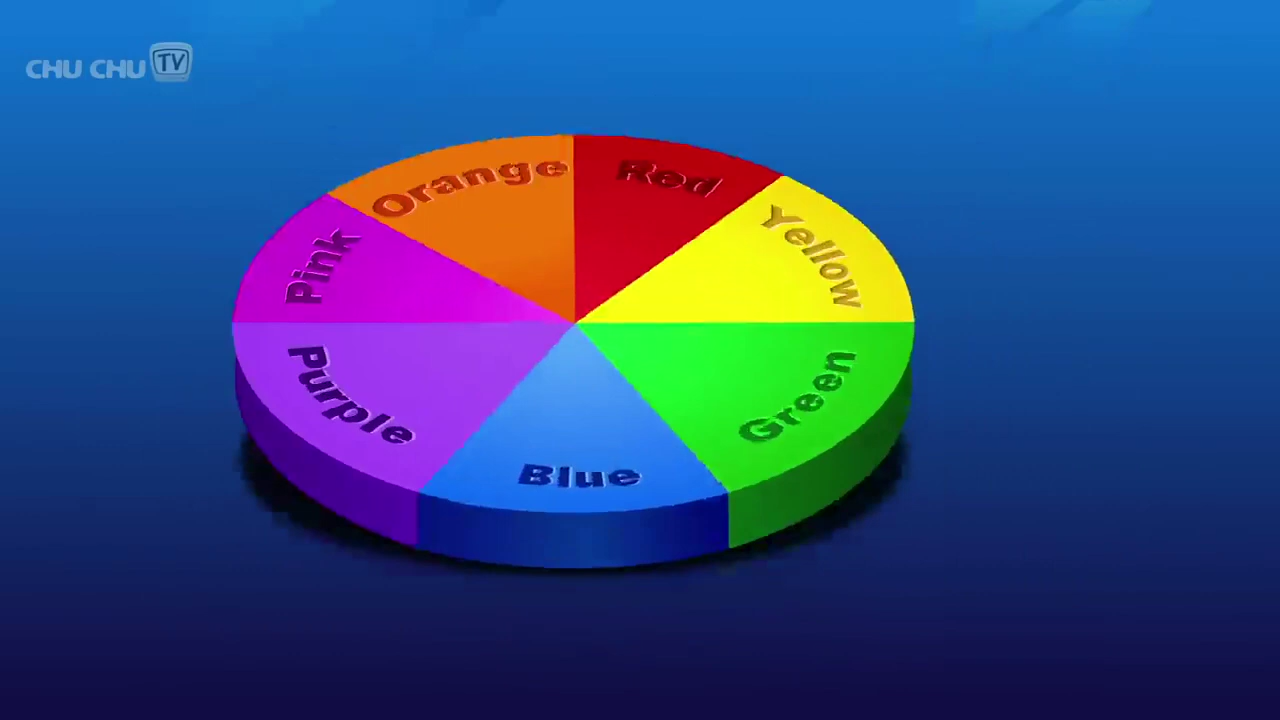 CHU CHU TV
Orange
Red
Pink
Yellow
Purple
Green
Blue